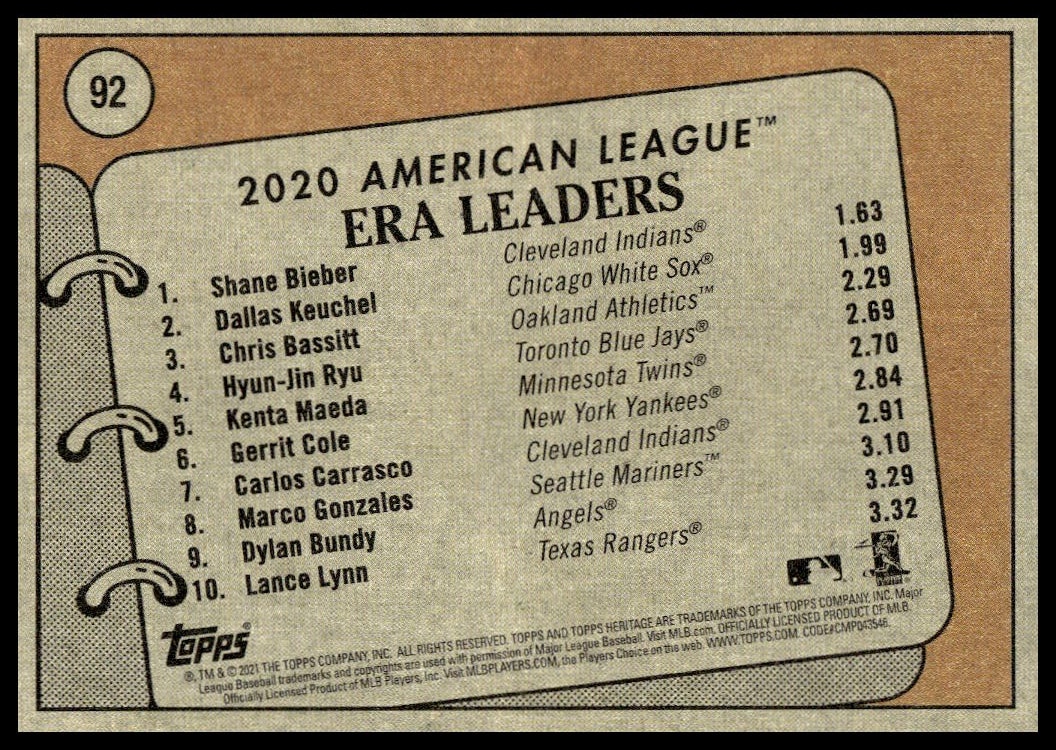 92
2020 AMERICAN LEAGUE™
ERA LEADERS
1. Shane Bieber Cleveland Indians® 1.63
2. Dallas Keuchel Chicago White Sox® 1.99
3. Chris Bassitt Oakland Athletics™ 2.29
4. Hyun-Jin Ryu Toronto Blue Jays® 2.69
5. Kenta Maeda Minnesota Twins® 2.70
6. Gerrit Cole New York Yankees® 2.84
7. Carlos Carrasco Cleveland Indians® 2.91
8. Marco Gonzales Seattle Mariners™ 3.10
9. Dylan Bundy Angels® 3.29
10. Lance Lynn Texas Rangers® 3.32
topps®
®, TM & © 2021 THE TOPPS COMPANY, INC. ALL RIGHTS RESERVED. TOPPS AND TOPPS HERITAGE ARE TRADEMARKS OF THE TOPPS COMPANY, INC. Major
League Baseball trademarks and copyrights are used with permission of Major League Baseball. Visit MLB.com. OFFICIALLY LICENSED PRODUCT OF MLB.
Officially Licensed Product of MLB Players, Inc. Visit MLBPLAYERS.COM, the Players Choice on the web. WWW.TOPPS.COM. CODE#CMP043546.